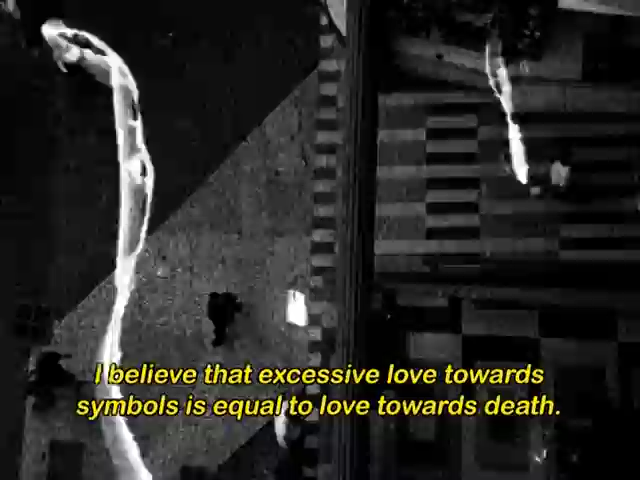 I believe that excessive love towards
symbols is equal to love towards death.